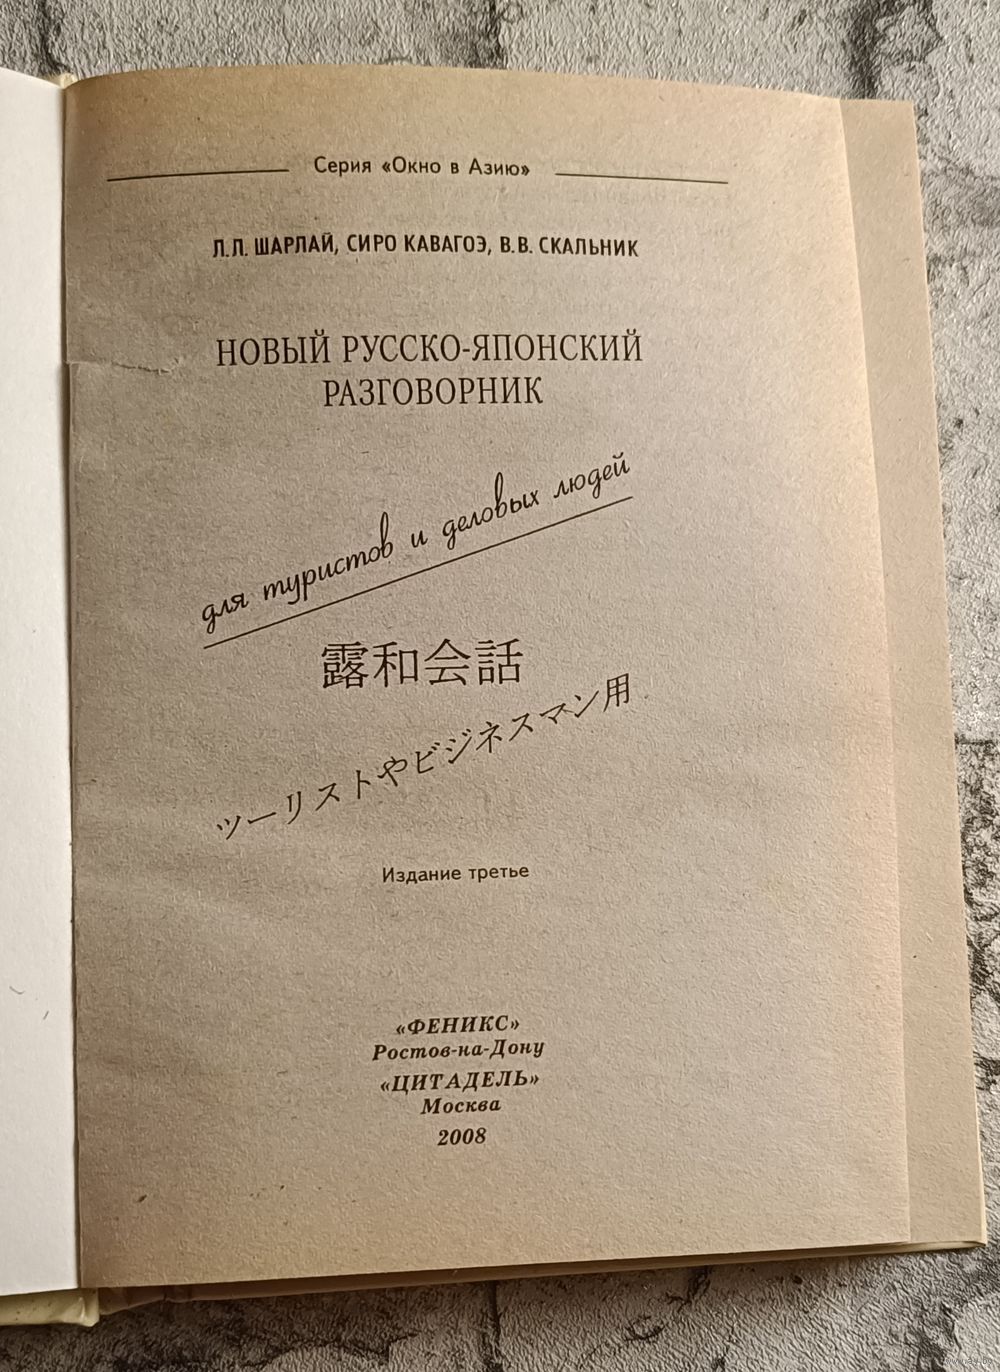 Серия «Окно в Азию»
Л.Л. ШАРЛАЙ, СИРО КАВАГОЭ, В.В. СКАЛЬНИК
НОВЫЙ РУССКО-ЯПОНСКИЙ
РАЗГОВОРНИК
для туристов и деловых людей
露和会話
ツーリストやビジネスマン用
Издание третье
«ФЕНИКС»
Ростов-на-Дону
«ЦИТАДЕЛЬ»
Москва
2008